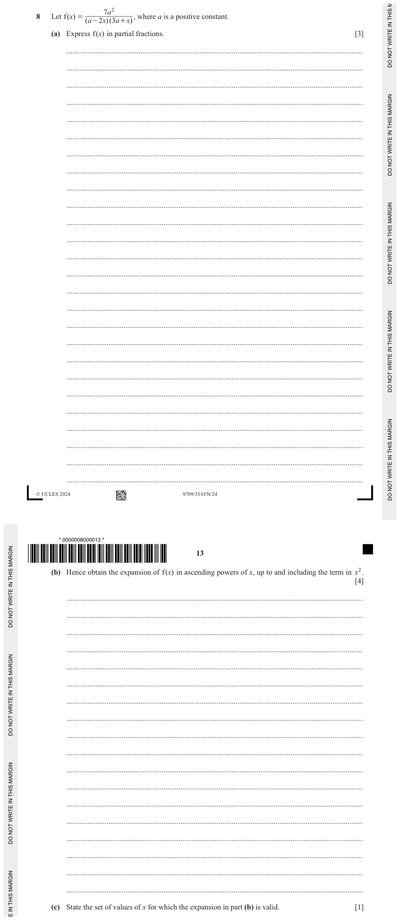 8 Let f(x) = 7a² / ((a − 2x)(3a + x)), where a is a positive constant.
(a) Express f(x) in partial fractions. [3]
© UCLES 2024 9709/33/O/N/24
DO NOT WRITE IN THIS MARGIN
DO NOT WRITE IN THIS MARGIN
DO NOT WRITE IN THIS MARGIN
DO NOT WRITE IN THIS MARGIN
DO NOT WRITE IN THIS M
* 0000008000013 *
13
(b) Hence obtain the expansion of f(x) in ascending powers of x, up to and including the term in x².
[4]
(c) State the set of values of x for which the expansion in part (b) is valid. [1]
DO NOT WRITE IN THIS MARGIN
DO NOT WRITE IN THIS MARGIN
DO NOT WRITE IN THIS MARGIN
E IN THIS MARGIN